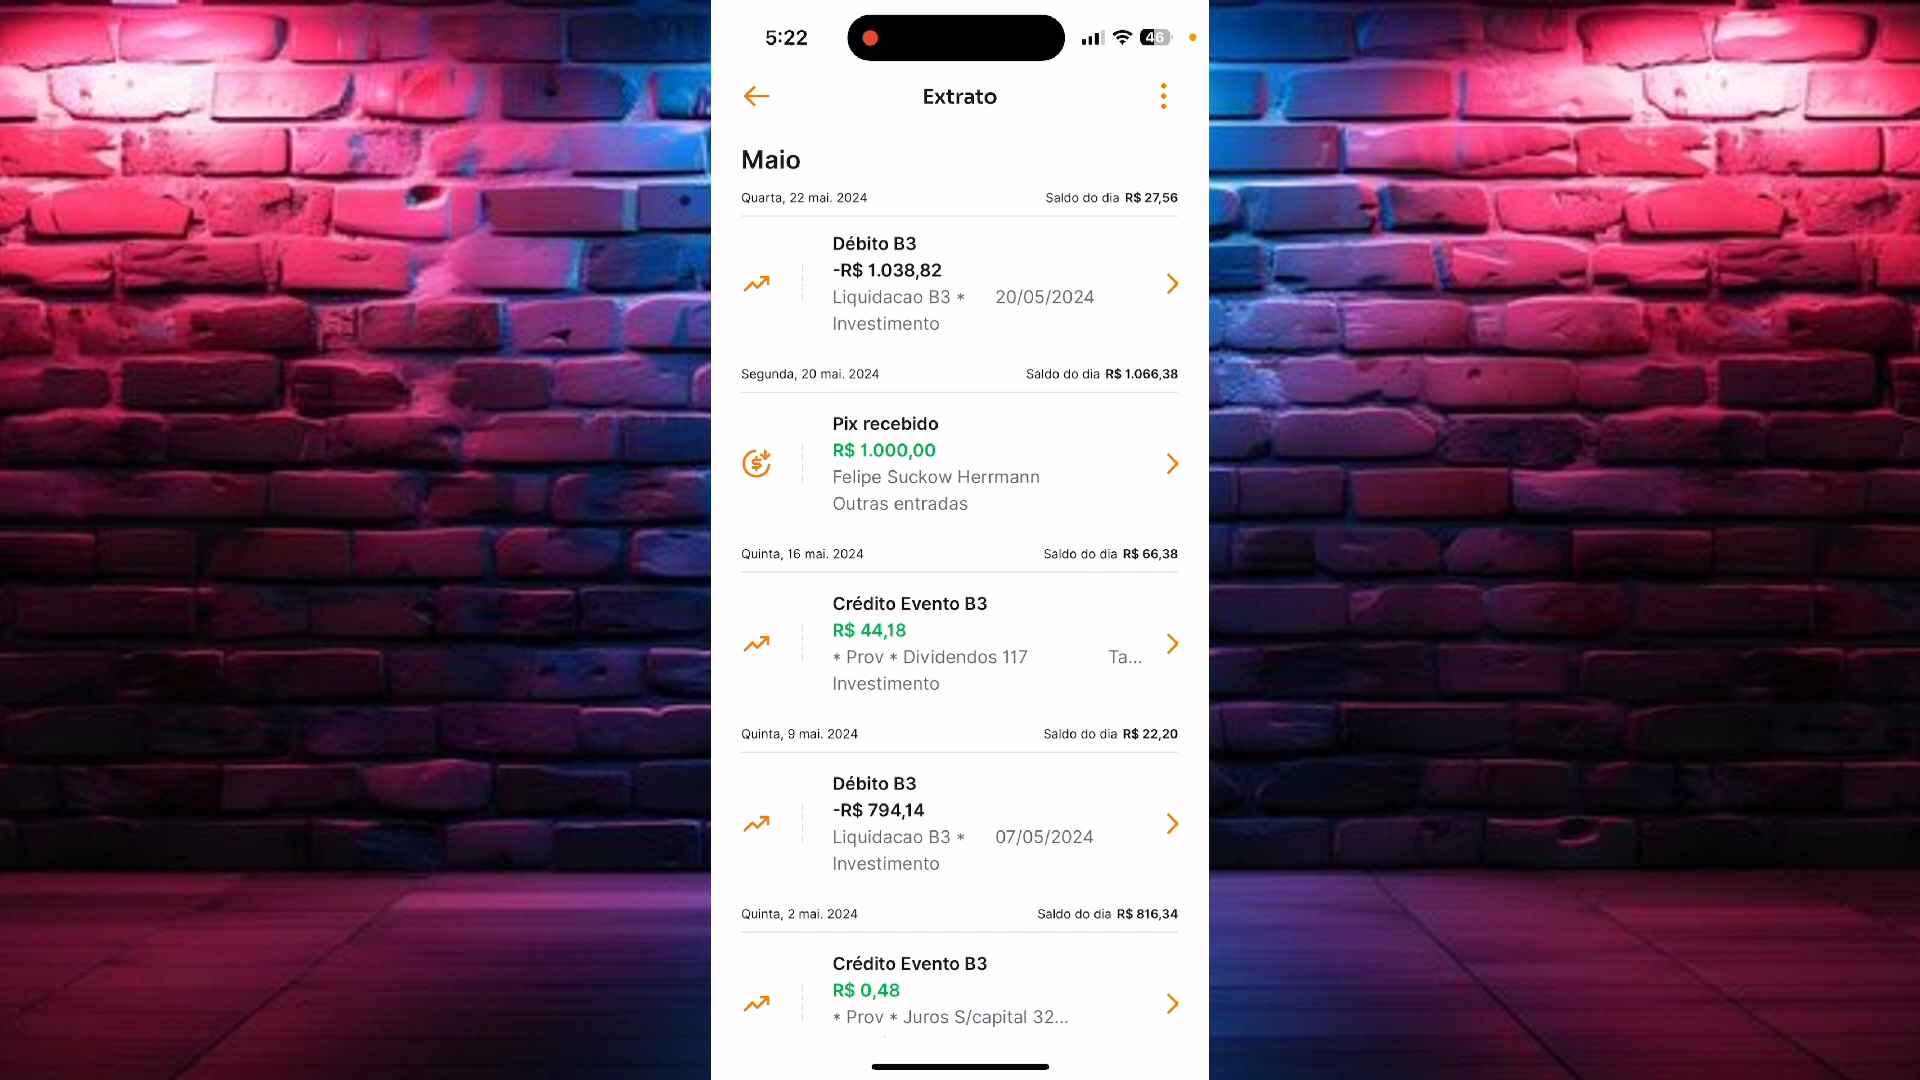 5:22
46
Extrato
Maio
Quarta, 22 mai. 2024 Saldo do dia R$ 27,56
Débito B3
-R$ 1.038,82
Liquidacao B3 * 20/05/2024
Investimento
Segunda, 20 mai. 2024 Saldo do dia R$ 1.066,38
Pix recebido
R$ 1.000,00
Felipe Suckow Herrmann
Outras entradas
Quinta, 16 mai. 2024 Saldo do dia R$ 66,38
Crédito Evento B3
R$ 44,18
* Prov * Dividendos 117 Ta...
Investimento
Quinta, 9 mai. 2024 Saldo do dia R$ 22,20
Débito B3
-R$ 794,14
Liquidacao B3 * 07/05/2024
Investimento
Quinta, 2 mai. 2024 Saldo do dia R$ 816,34
Crédito Evento B3
R$ 0,48
* Prov * Juros S/capital 32...